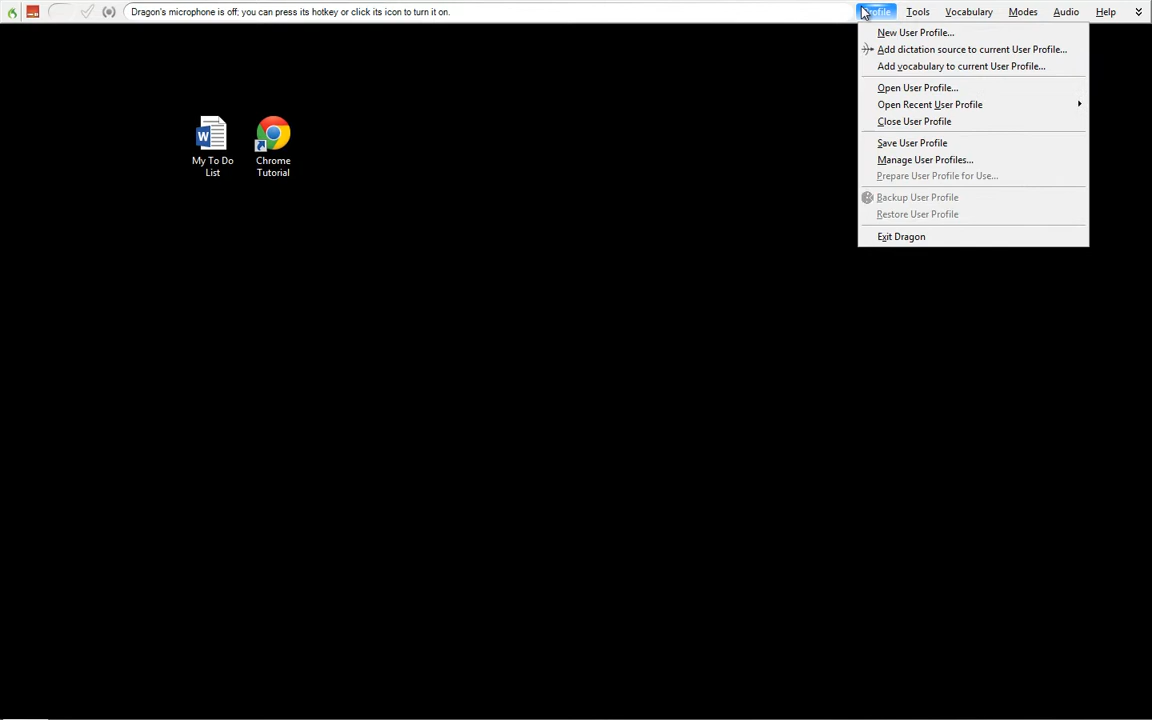 Dragon's microphone is off; you can press its hotkey or click its icon to turn it on.
Profile Tools Vocabulary Modes Audio Help
New User Profile...
Add dictation source to current User Profile...
Add vocabulary to current User Profile...
Open User Profile...
Open Recent User Profile
Close User Profile
Save User Profile
Manage User Profiles...
Prepare User Profile for Use...
Backup User Profile
Restore User Profile
Exit Dragon
My To Do
List
Chrome
Tutorial